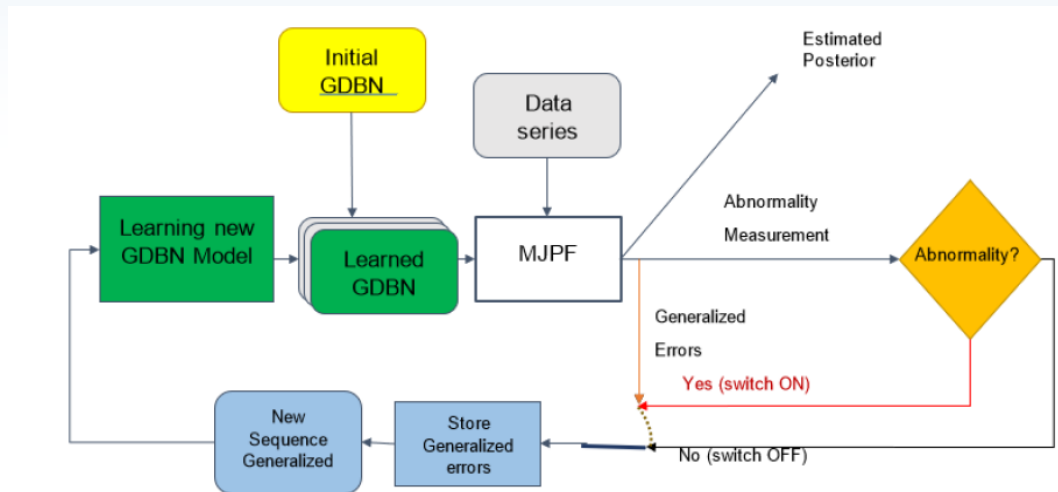 Initial
GDBN
Data
series
Estimated
Posterior
Learning new
GDBN Model
Learned
GDBN
MJPF
Abnormality
Measurement
Abnormality?
Generalized
Errors
Yes (switch ON)
No (switch OFF)
Store
Generalized
errors
New
Sequence
Generalized